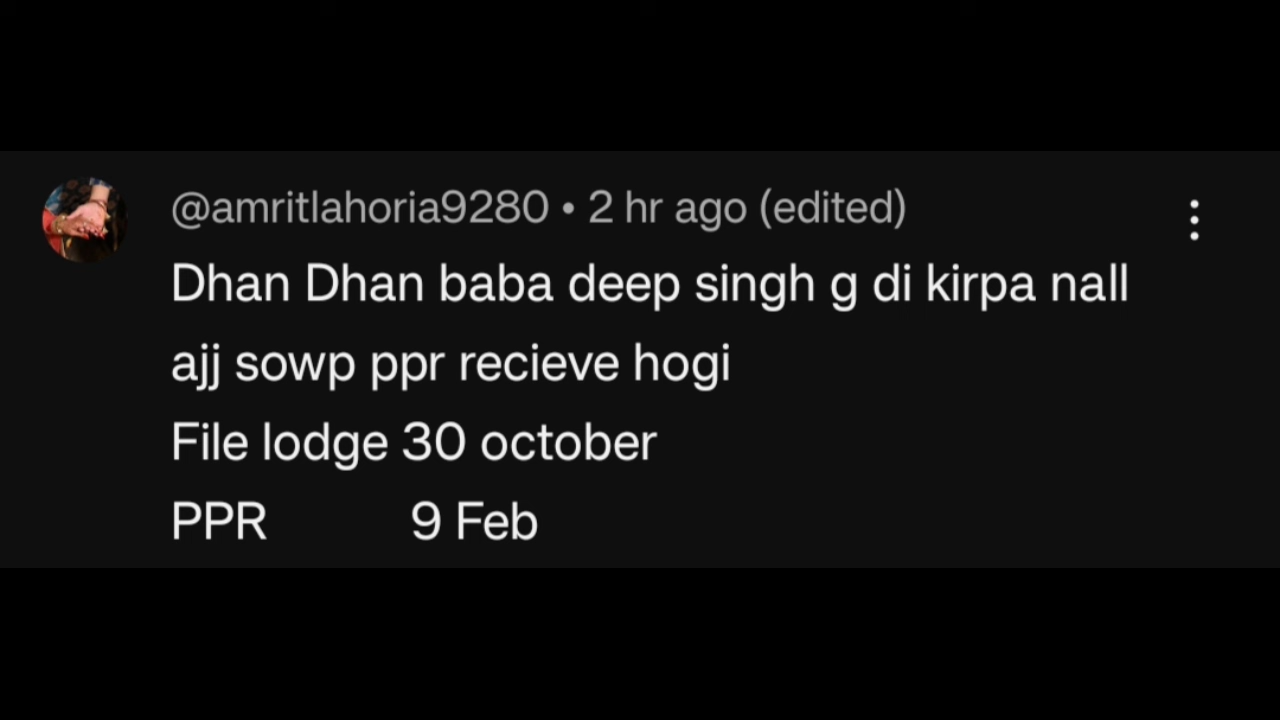 @amritlahoria9280 • 2 hr ago (edited)
Dhan Dhan baba deep singh g di kirpa nall
ajj sowp ppr recieve hogi
File lodge 30 october
PPR 9 Feb